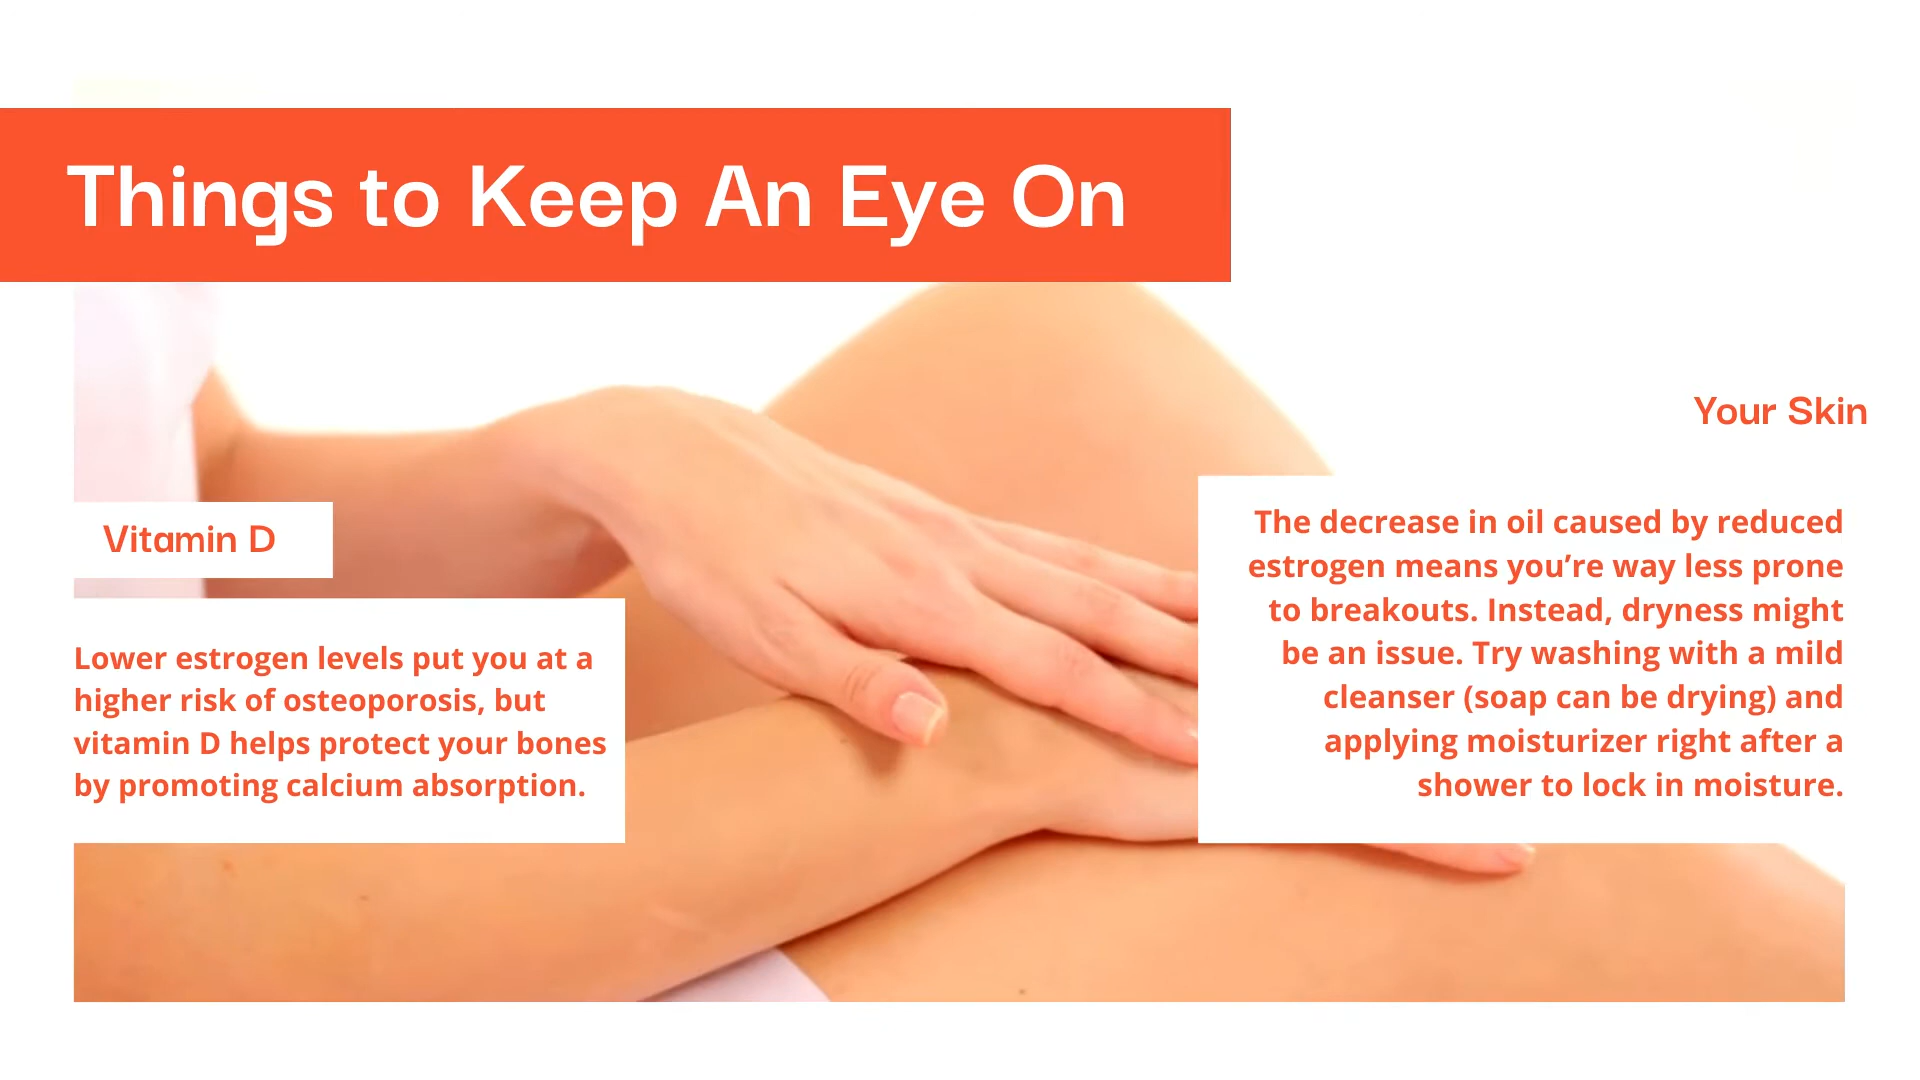 Things to Keep An Eye On
Vitamin D
Lower estrogen levels put you at a
higher risk of osteoporosis, but
vitamin D helps protect your bones
by promoting calcium absorption.
Your Skin
The decrease in oil caused by reduced
estrogen means you’re way less prone
to breakouts. Instead, dryness might
be an issue. Try washing with a mild
cleanser (soap can be drying) and
applying moisturizer right after a
shower to lock in moisture.